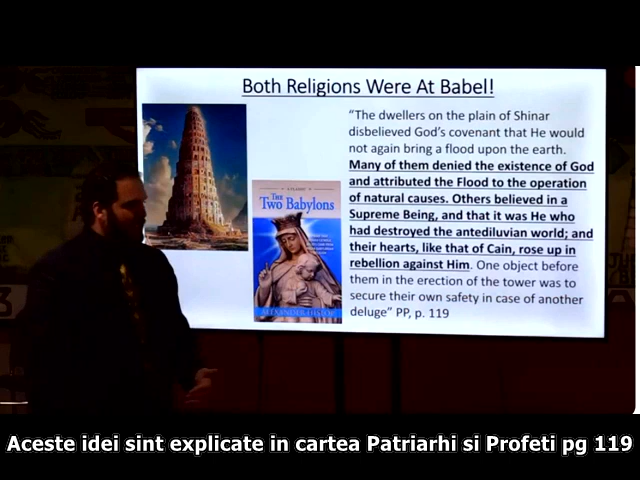 Both Religions Were At Babel!
“The dwellers on the plain of Shinar
disbelieved God’s covenant that He would
not again bring a flood upon the earth.
Many of them denied the existence of God
and attributed the Flood to the operation
of natural causes. Others believed in a
Supreme Being, and that it was He who
had destroyed the antediluvian world; and
their hearts, like that of Cain, rose up in
rebellion against Him. One object before
them in the erection of the tower was to
secure their own safety in case of another
deluge” PP, p. 119
THE
Two Babylons
ALEXANDER HISLOP
Aceste idei sint explicate in cartea Patriarhi si Profeti pg 119